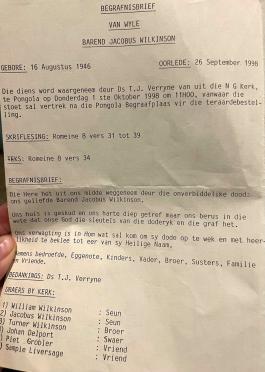 BEGRAFNISBRIEF
VAN WYLE
BAREND JACOBUS WILKINSON
GEBORE: 16 Augustus 1946 OORLEDE: 26 September 1998
Die diens word waargeneem deur Ds T.J. Verryne van uit die N G Kerk,
te Pongola op Donderdag 1 ste Oktober 1998 om 11H00, vanwaar die
stoet sal vertrek na die Pongola Begraafplaas vir die teraardebestel-
ling.
SKRIFLESING: Romeine 8 vers 31 tot 39
TEKS: Romeine 8 vers 34
BEGRAFNISBRIEF:
Die Here het uit ons midde weggeneem deur die onverbiddelike dood:
ons geliefde Barend Jacobus Wilkinson.
Ons huis is geskud en ons harte diep getref maar ons berus in die
wete dat onse God die sleutels van die doderyk en die graf het.
Ons verwagting is in Hom wat sal kom om sy dode op te wek en met heer-
likheid te beklee tot eer van sy Heilige Naam,
Namens bedroefde, Eggenote, Kinders, Vader, Broer, Susters, Familie
en Vriende.
BEDANKINGS: Ds T.J. Verryne
DRAERS BY KERK:
1) William Wilkinson : Seun
2) Jacobus Wilkinson : Seun
3) Turner Wilkinson : Broer
Johan Delport : Swaer
Piet Grobler : Vriend
Sample Liversage : Vriend